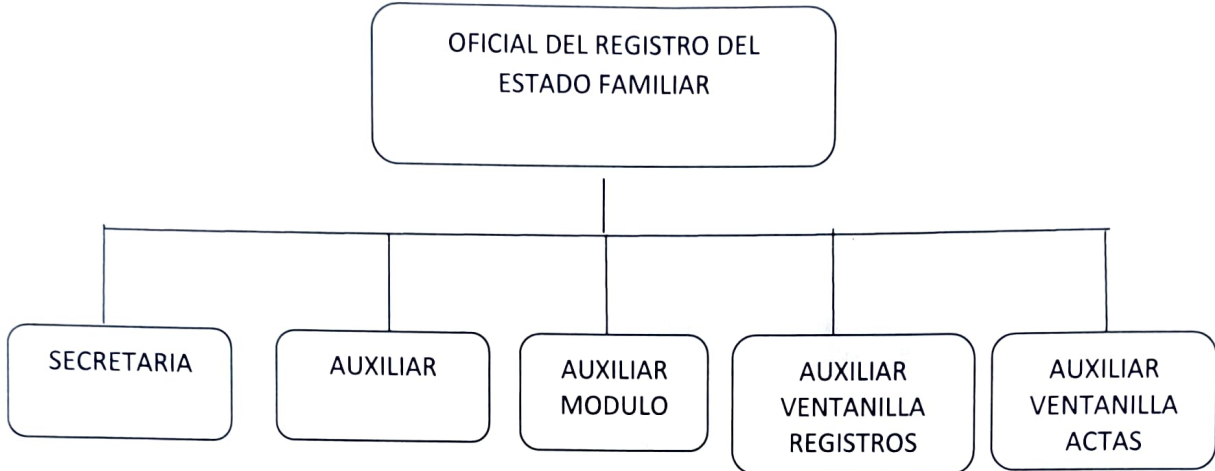 OFICIAL DEL REGISTRO DEL
ESTADO FAMILIAR
SECRETARIA
AUXILIAR
AUXILIAR
MODULO
AUXILIAR
VENTANILLA
REGISTROS
AUXILIAR
VENTANILLA
ACTAS